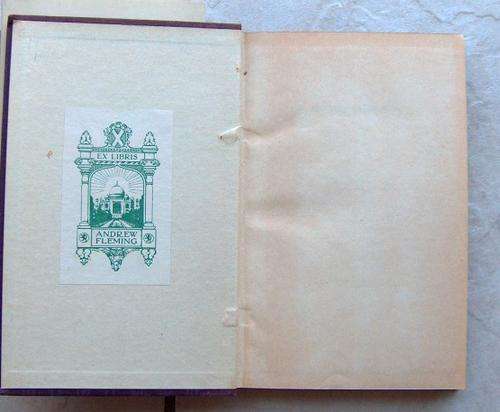 EX LIBRIS
ANDREW
FLEMING